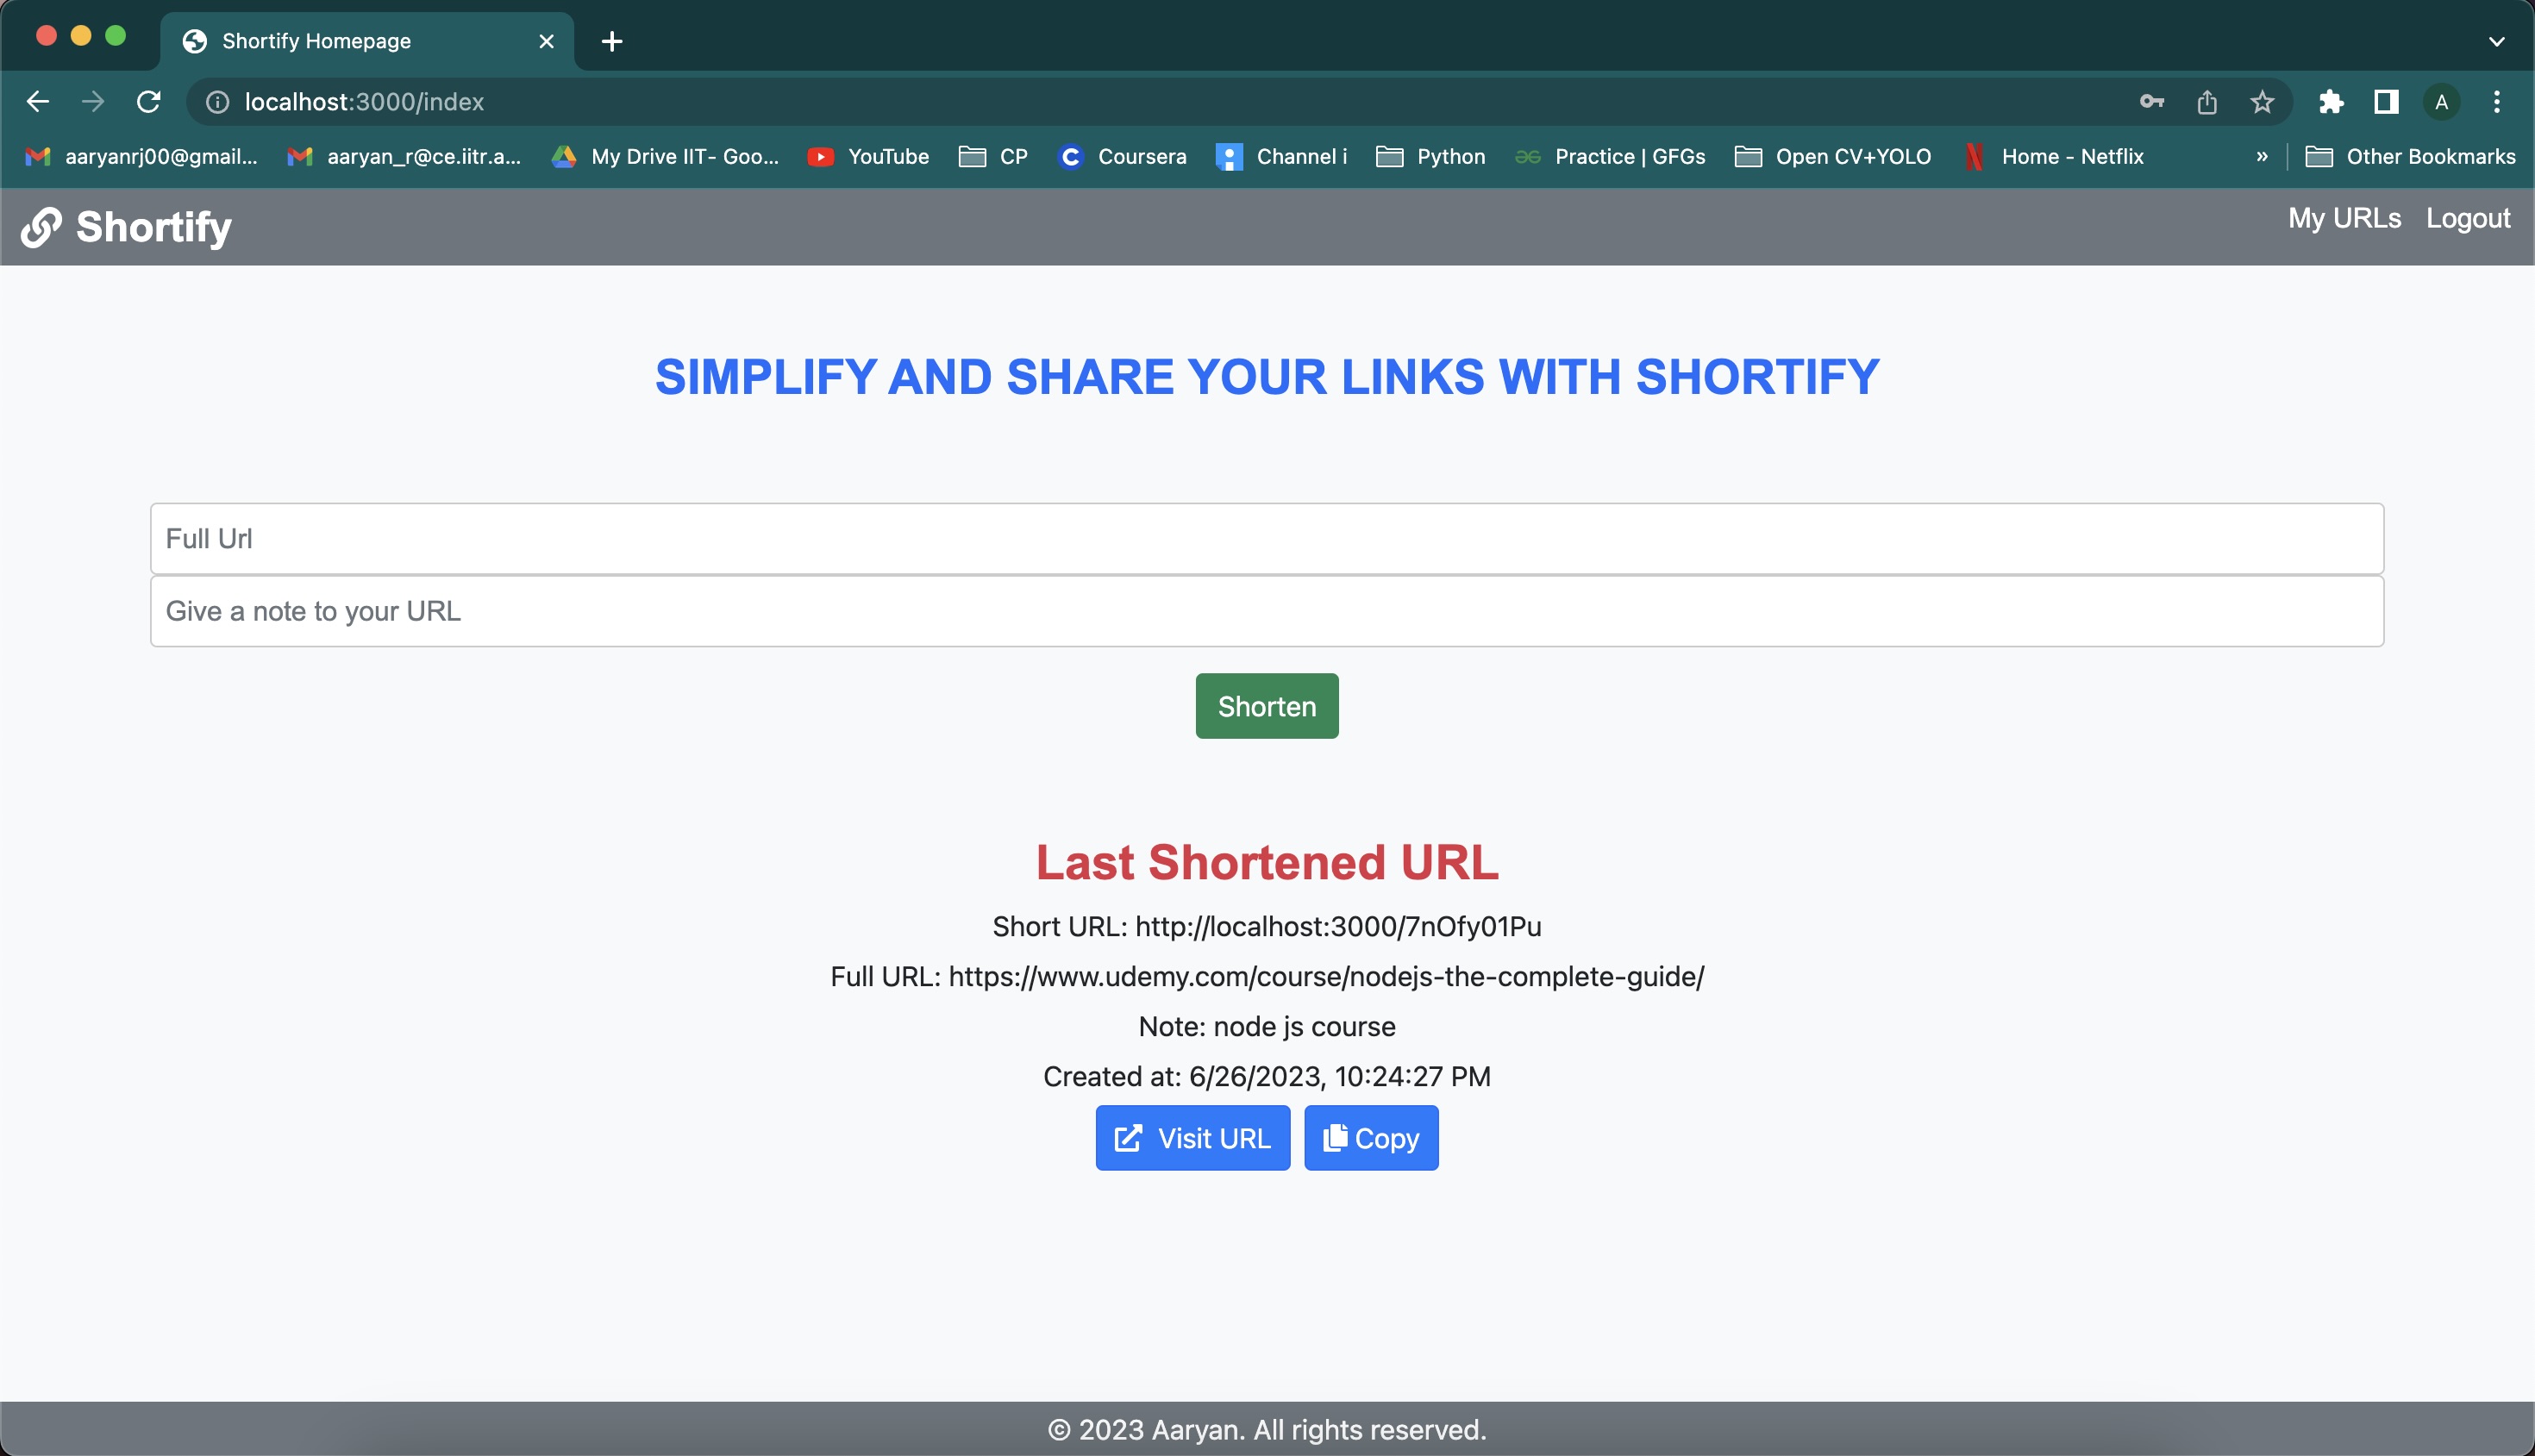 Shortify Homepage
localhost:3000/index
A
aaryanrj00@gmail... aaryan_r@ce.iitr.a... My Drive IIT- Goo... YouTube CP Coursera Channel i Python Practice | GFGs Open CV+YOLO Home - Netflix » Other Bookmarks
Shortify My URLs Logout
SIMPLIFY AND SHARE YOUR LINKS WITH SHORTIFY
Full Url
Give a note to your URL
Shorten
Last Shortened URL
Short URL: http://localhost:3000/7nOfy01Pu
Full URL: https://www.udemy.com/course/nodejs-the-complete-guide/
Note: node js course
Created at: 6/26/2023, 10:24:27 PM
Visit URL Copy
© 2023 Aaryan. All rights reserved.